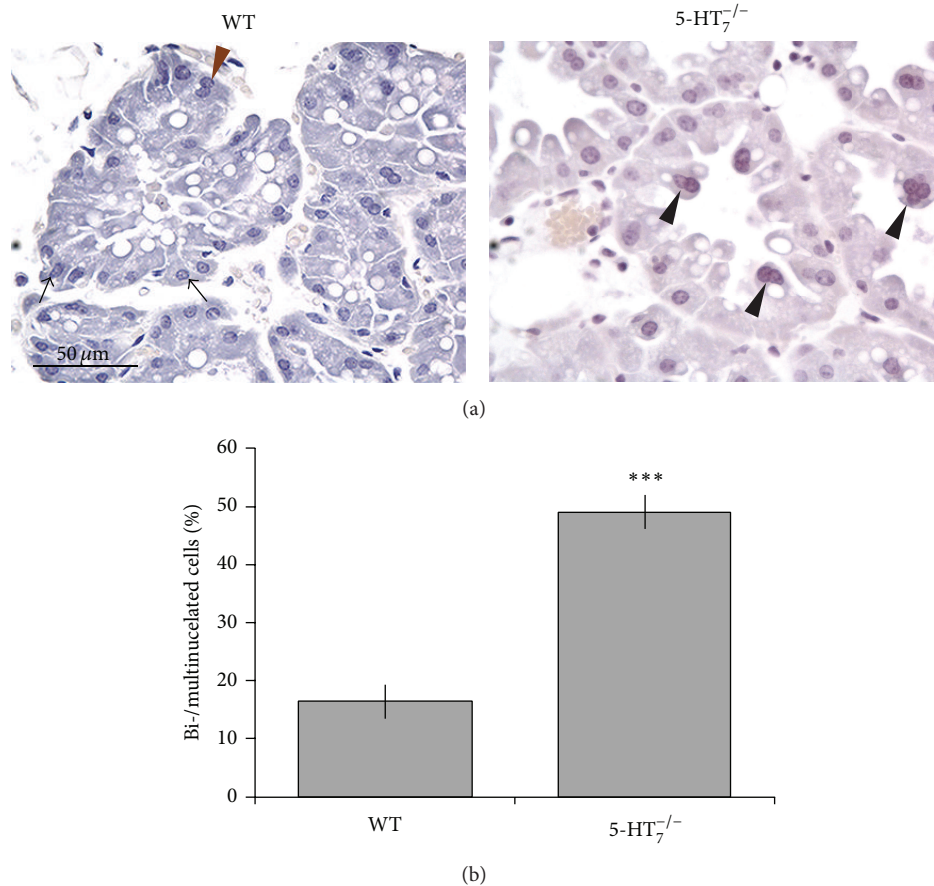 WT
5-HT₇⁻/⁻
50 μm
(a)
60
50
40
30
20
10
0
Bi-/multinucelated cells (%)
***
WT
5-HT₇⁻/⁻
(b)